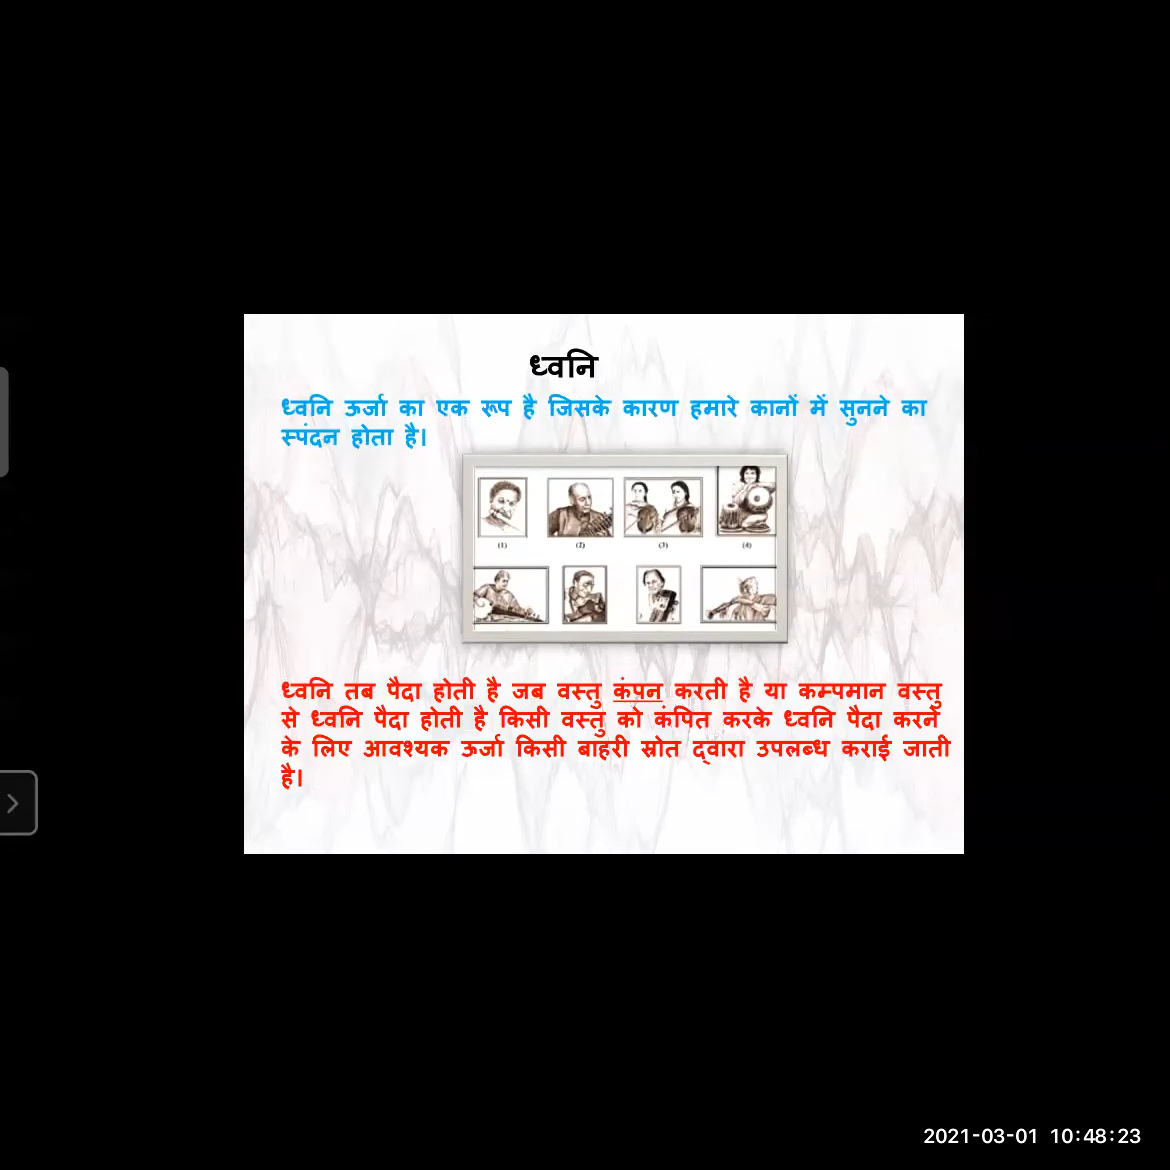 ध्वनि
ध्वनि ऊर्जा का एक रूप है जिसके कारण हमारे कानों में सुनने का
स्पंदन होता है।
(1) (2) (3) (4)
ध्वनि तब पैदा होती है जब वस्तु कंपन करती है या कम्पमान वस्तु
से ध्वनि पैदा होती है किसी वस्तु को कंपित करके ध्वनि पैदा करने
के लिए आवश्यक ऊर्जा किसी बाहरी स्रोत द्वारा उपलब्ध कराई जाती
है।
2021-03-01 10:48:23